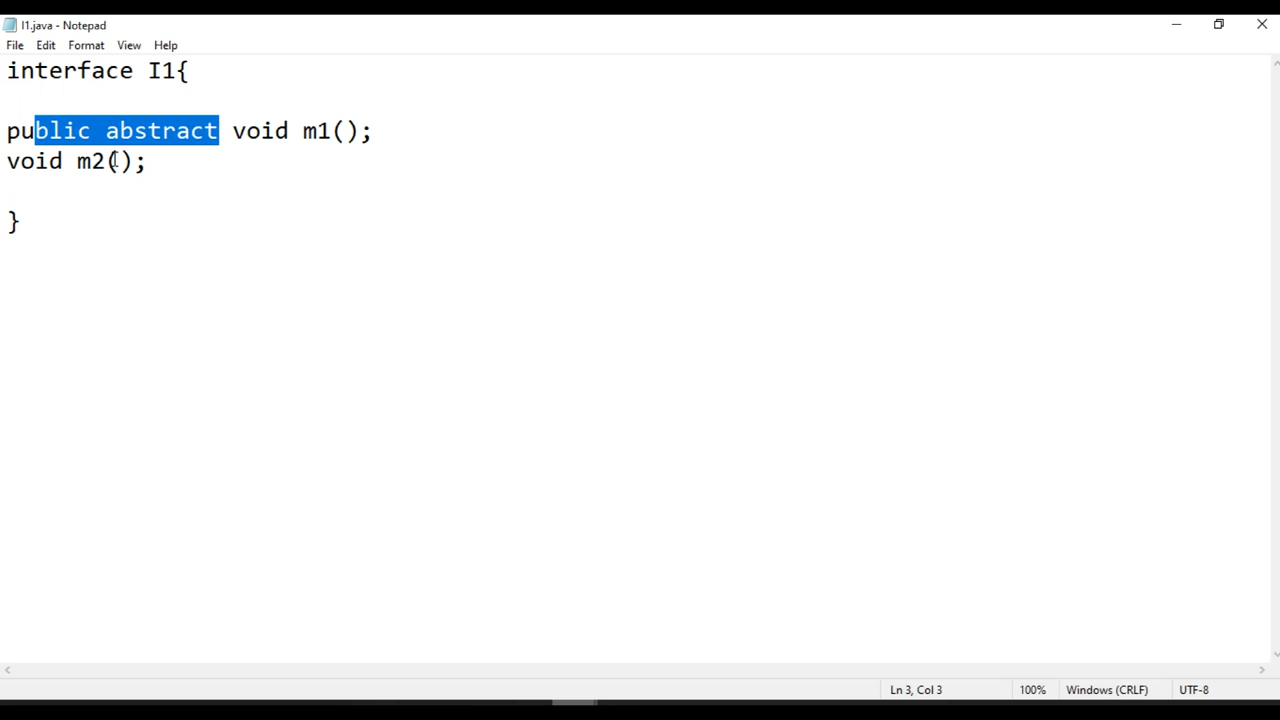 I1.java - Notepad
File Edit Format View Help
interface I1{
public abstract void m1();
void m2();
}
Ln 3, Col 3 100% Windows (CRLF) UTF-8